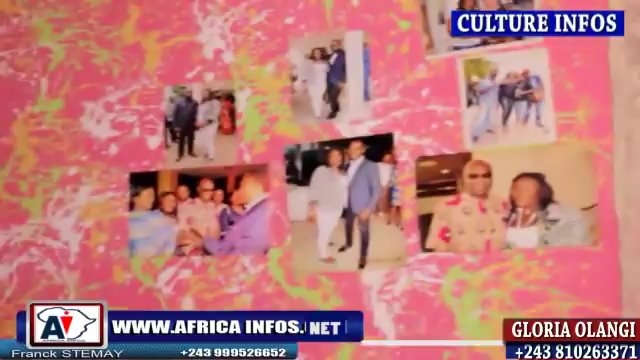 CULTURE INFOS
WWW.AFRICA INFOS.NET
GLORIA OLANGI
Franck STEMAY
+243 999526652
+243 810263371